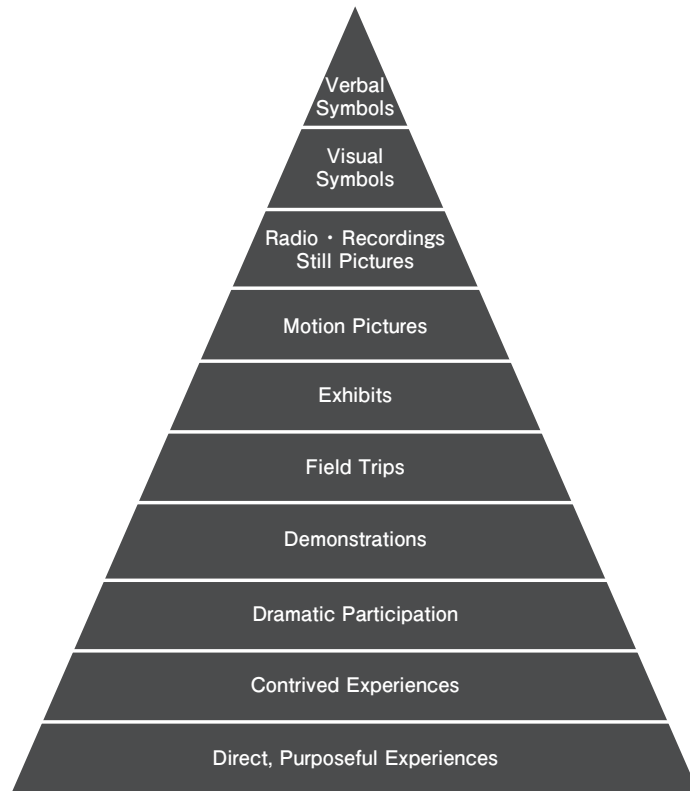 Verbal
Symbols
Visual
Symbols
Radio・Recordings
Still Pictures
Motion Pictures
Exhibits
Field Trips
Demonstrations
Dramatic Participation
Contrived Experiences
Direct, Purposeful Experiences